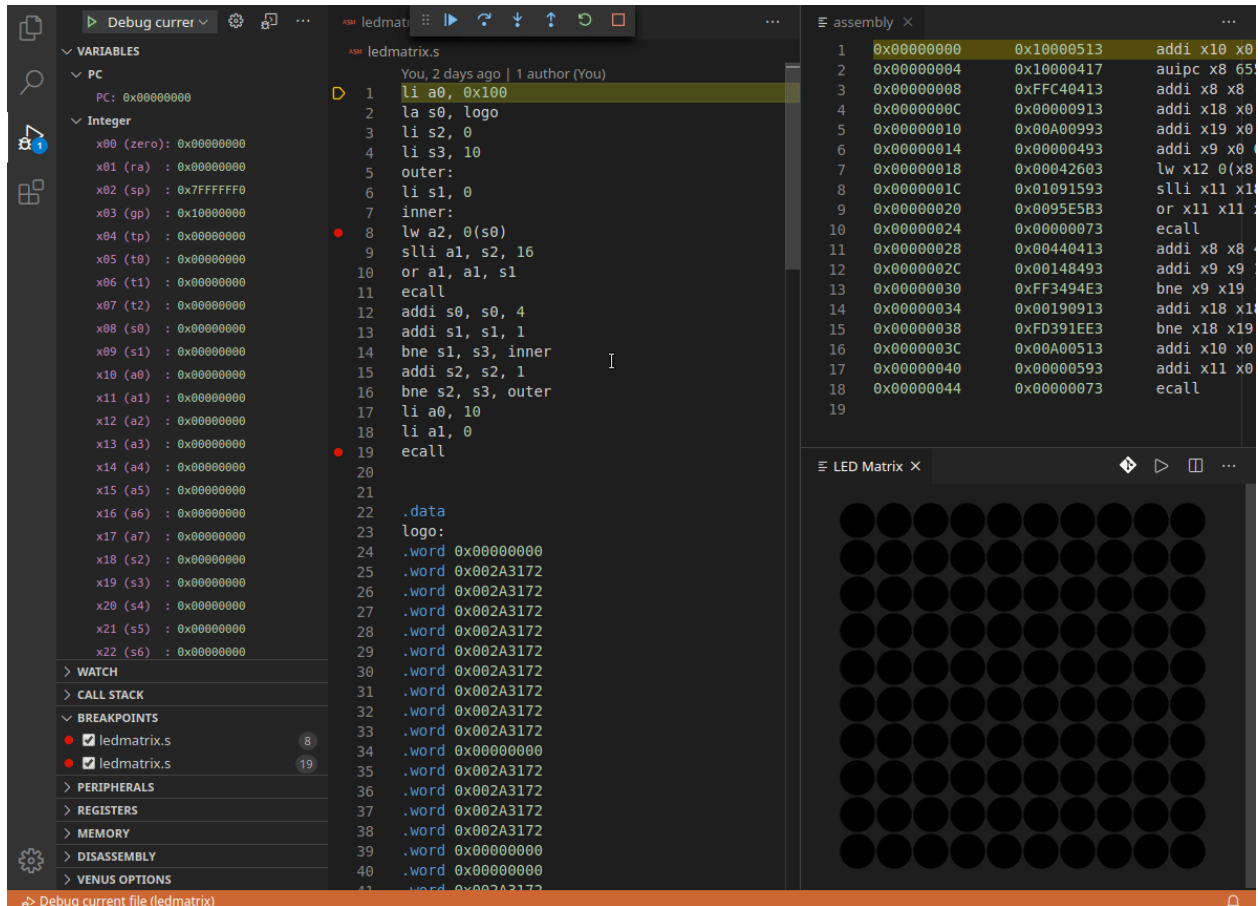 Debug currer
VARIABLES
PC
PC: 0x00000000
Integer
x00 (zero): 0x00000000
x01 (ra) : 0x00000000
x02 (sp) : 0x7FFFFFF0
x03 (gp) : 0x10000000
x04 (tp) : 0x00000000
x05 (t0) : 0x00000000
x06 (t1) : 0x00000000
x07 (t2) : 0x00000000
x08 (s0) : 0x00000000
x09 (s1) : 0x00000000
x10 (a0) : 0x00000000
x11 (a1) : 0x00000000
x12 (a2) : 0x00000000
x13 (a3) : 0x00000000
x14 (a4) : 0x00000000
x15 (a5) : 0x00000000
x16 (a6) : 0x00000000
x17 (a7) : 0x00000000
x18 (s2) : 0x00000000
x19 (s3) : 0x00000000
x20 (s4) : 0x00000000
x21 (s5) : 0x00000000
x22 (s6) : 0x00000000
WATCH
CALL STACK
BREAKPOINTS
ledmatrix.s 8
ledmatrix.s 19
PERIPHERALS
REGISTERS
MEMORY
DISASSEMBLY
VENUS OPTIONS
1
ASM ledmatr
ASM ledmatrix.s
You, 2 days ago | 1 author (You)
1 li a0, 0x100
2 la s0, logo
3 li s2, 0
4 li s3, 10
5 outer:
6 li s1, 0
7 inner:
8 lw a2, 0(s0)
9 slli a1, s2, 16
10 or a1, a1, s1
11 ecall
12 addi s0, s0, 4
13 addi s1, s1, 1
14 bne s1, s3, inner
15 addi s2, s2, 1
16 bne s2, s3, outer
17 li a0, 10
18 li a1, 0
19 ecall
20
21
22 .data
23 logo:
24 .word 0x00000000
25 .word 0x002A3172
26 .word 0x002A3172
27 .word 0x002A3172
28 .word 0x002A3172
29 .word 0x002A3172
30 .word 0x002A3172
31 .word 0x002A3172
32 .word 0x002A3172
33 .word 0x002A3172
34 .word 0x00000000
35 .word 0x002A3172
36 .word 0x002A3172
37 .word 0x002A3172
38 .word 0x002A3172
39 .word 0x00000000
40 .word 0x00000000
41 .word 0x002A3172
assembly
1 0x00000000 0x10000513 addi x10 x0
2 0x00000004 0x10000417 auipc x8 655
3 0x00000008 0xFFC40413 addi x8 x8
4 0x0000000C 0x00000913 addi x18 x0
5 0x00000010 0x00A00993 addi x19 x0
6 0x00000014 0x00000493 addi x9 x0
7 0x00000018 0x00042603 lw x12 0(x8
8 0x0000001C 0x01091593 slli x11 x18
9 0x00000020 0x0095E5B3 or x11 x11
10 0x00000024 0x00000073 ecall
11 0x00000028 0x00440413 addi x8 x8 4
12 0x0000002C 0x00148493 addi x9 x9
13 0x00000030 0xFF3494E3 bne x9 x19
14 0x00000034 0x00190913 addi x18 x18
15 0x00000038 0xFD391EE3 bne x18 x19
16 0x0000003C 0x00A00513 addi x10 x0
17 0x00000040 0x00000593 addi x11 x0
18 0x00000044 0x00000073 ecall
19
LED Matrix
Debug current file (ledmatrix)